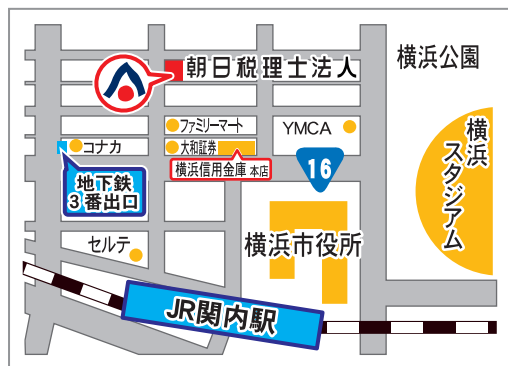 横浜公園
朝日税理士法人
ファミリーマート
YMCA
コナカ
大和証券
横浜信用金庫 本店
16
横浜
スタジアム
地下鉄
3番出口
セルテ
横浜市役所
JR関内駅